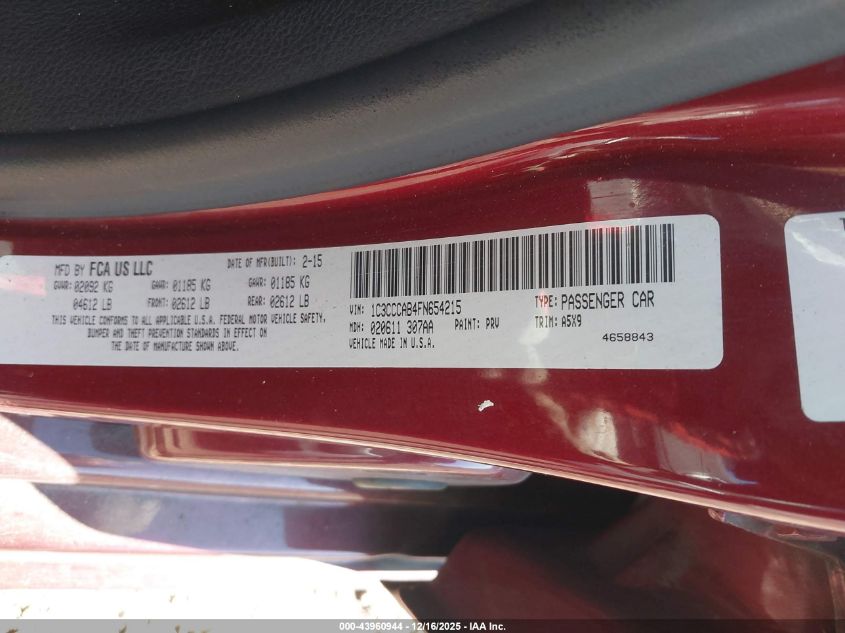 MFD BY FCA US LLC DATE OF MFR(BUILT): 2-15
GVWR: 02092 KG GAWR: 01185 KG GAWR: 01185 KG
04612 LB FRONT: 02612 LB REAR: 02612 LB
THIS VEHICLE CONFORMS TO ALL APPLICABLE U.S.A. FEDERAL MOTOR VEHICLE SAFETY,
BUMPER AND THEFT PREVENTION STANDARDS IN EFFECT ON
THE DATE OF MANUFACTURE SHOWN ABOVE.
VIN: 1C3CCCAB4FN654215 TYPE: PASSENGER CAR
MDH: 020611 307AA PAINT: PRV TRIM: A5X9
VEHICLE MADE IN U.S.A. 4658843
000-43960944 - 12/16/2025 - IAA Inc.